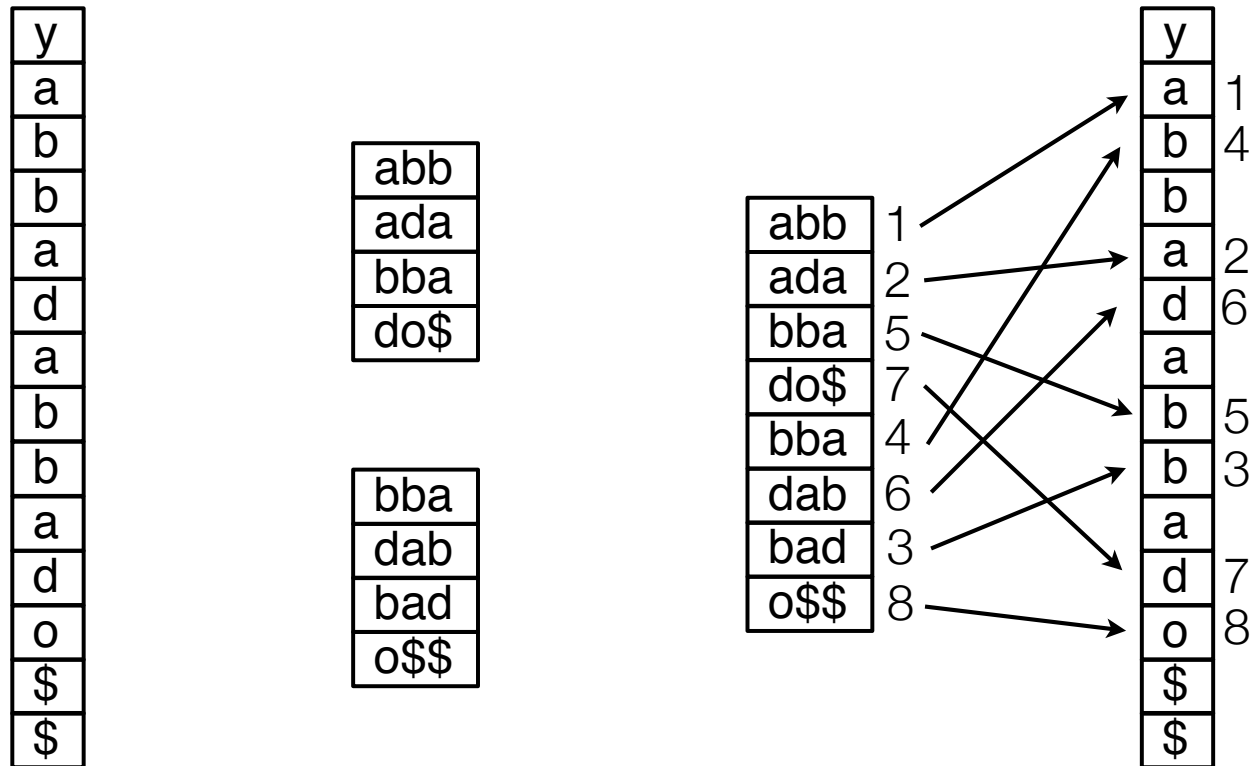 y
a
b
b
a
d
a
b
b
a
d
o
$
$
abb
ada
bba
do$
bba
dab
bad
o$$
abb 1
ada 2
bba 5
do$ 7
bba 4
dab 6
bad 3
o$$ 8
y
a 1
b 4
b
a 2
d 6
a
b 5
b 3
a
d 7
o 8
$
$